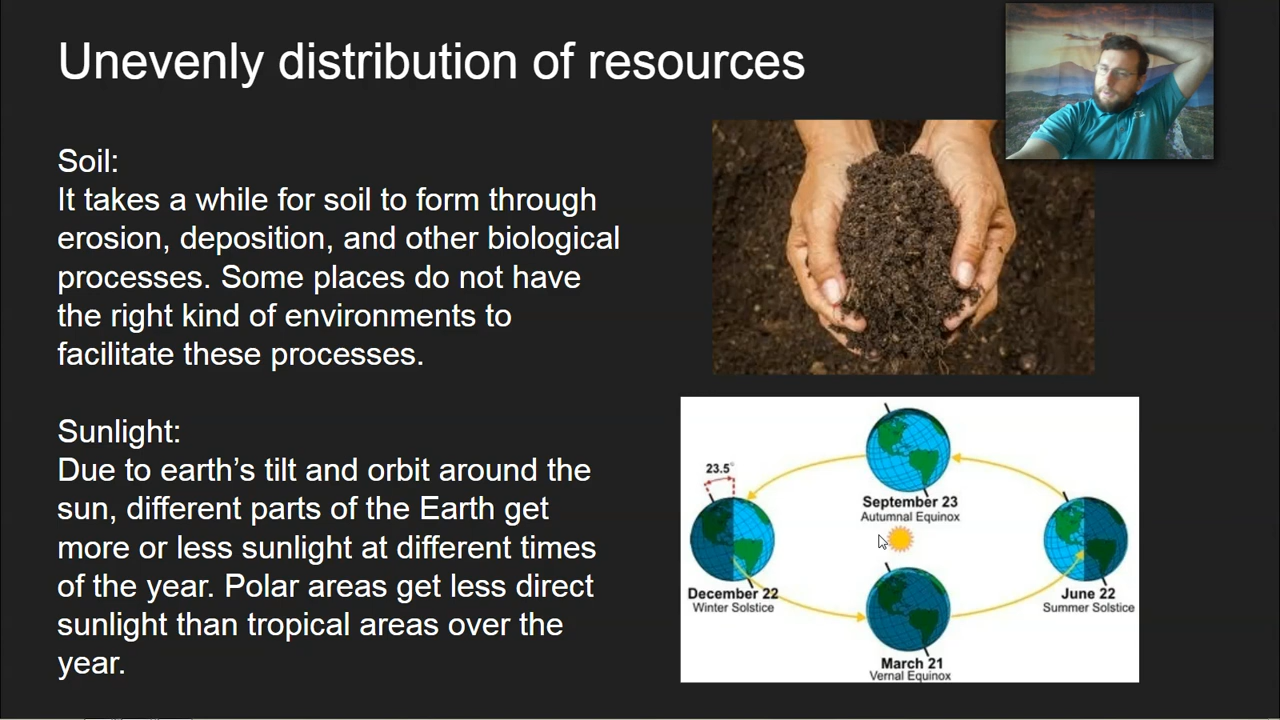 Unevenly distribution of resources
Soil:
It takes a while for soil to form through
erosion, deposition, and other biological
processes. Some places do not have
the right kind of environments to
facilitate these processes.
Sunlight:
Due to earth’s tilt and orbit around the
sun, different parts of the Earth get
more or less sunlight at different times
of the year. Polar areas get less direct
sunlight than tropical areas over the
year.
23.5°
September 23
Autumnal Equinox
December 22
Winter Solstice
June 22
Summer Solstice
March 21
Vernal Equinox